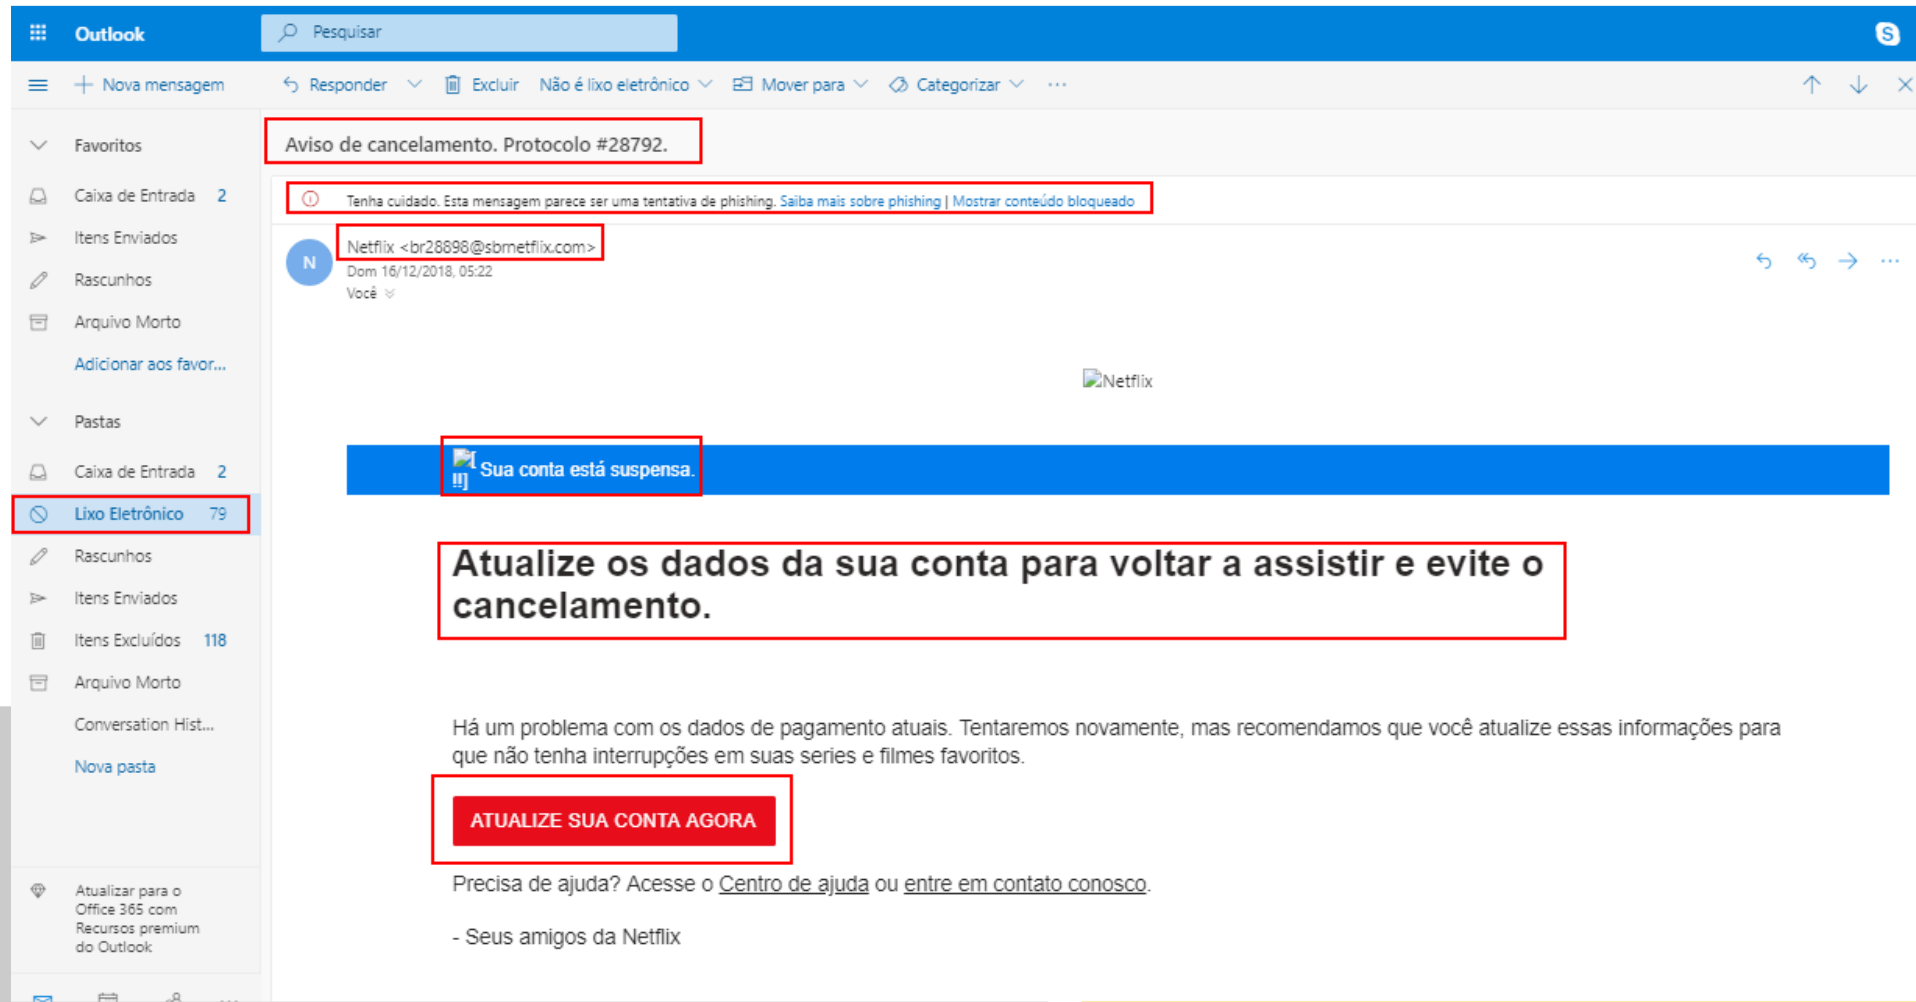 Outlook
Pesquisar
Nova mensagem
Responder Excluir Não é lixo eletrônico Mover para Categorizar ...
Favoritos
Caixa de Entrada 2
Itens Enviados
Rascunhos
Arquivo Morto
Adicionar aos favor...
Pastas
Caixa de Entrada 2
Lixo Eletrônico 79
Rascunhos
Itens Enviados
Itens Excluídos 118
Arquivo Morto
Conversation Hist...
Nova pasta
Atualizar para o
Office 365 com
Recursos premium
do Outlook
Aviso de cancelamento. Protocolo #28792.
Tenha cuidado. Esta mensagem parece ser uma tentativa de phishing. Saiba mais sobre phishing | Mostrar conteúdo bloqueado
N
Netflix <br28898@sbrnetflix.com>
Dom 16/12/2018, 05:22
Você
Netflix
[!!] Sua conta está suspensa.
Atualize os dados da sua conta para voltar a assistir e evite o
cancelamento.
Há um problema com os dados de pagamento atuais. Tentaremos novamente, mas recomendamos que você atualize essas informações para
que não tenha interrupções em suas series e filmes favoritos.
ATUALIZE SUA CONTA AGORA
Precisa de ajuda? Acesse o Centro de ajuda ou entre em contato conosco.
- Seus amigos da Netflix